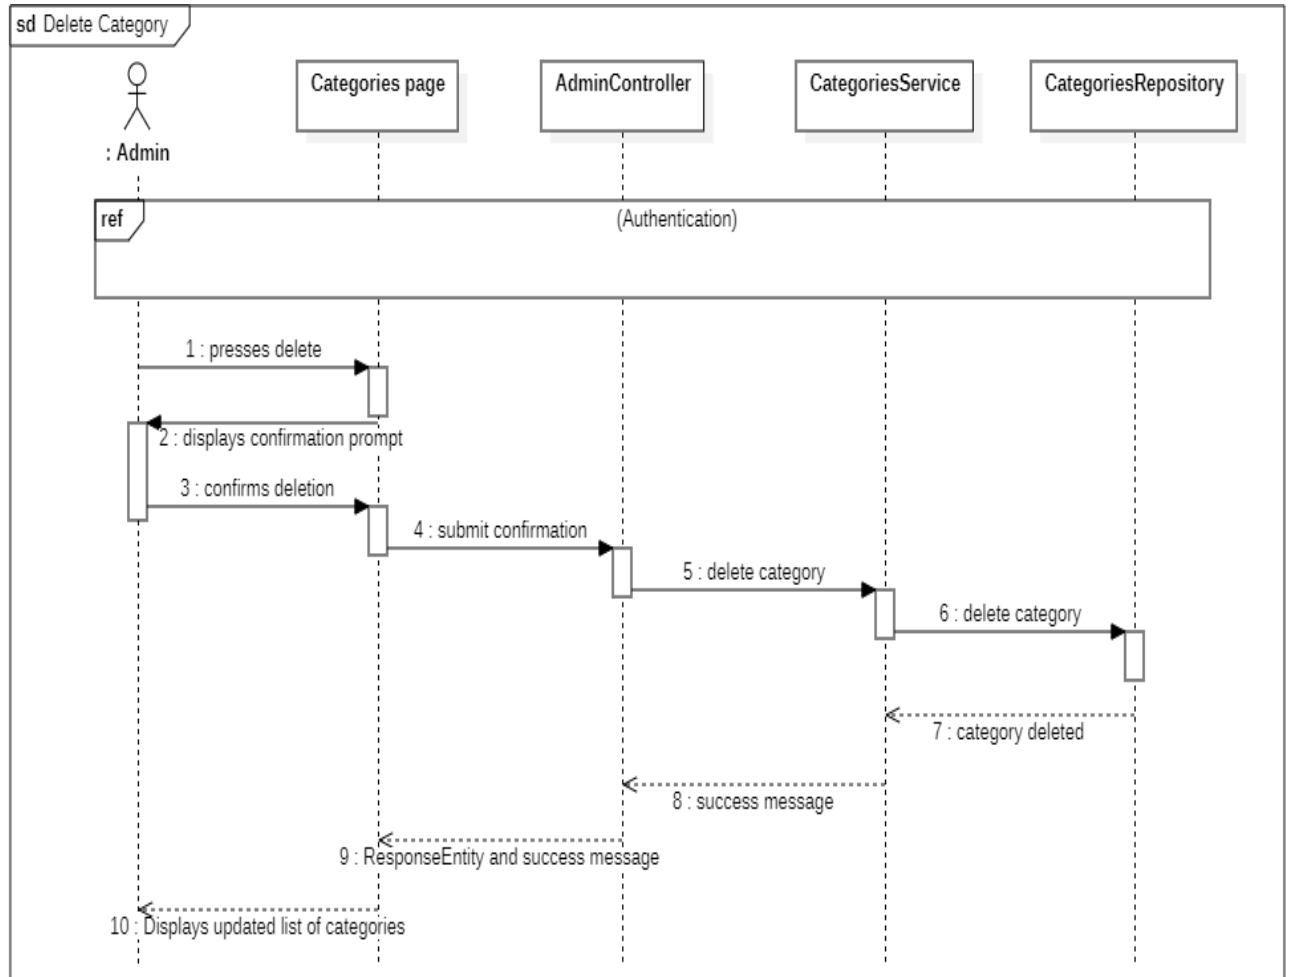 sd Delete Category
Categories page
AdminController
CategoriesService
CategoriesRepository
: Admin
ref
(Authentication)
1 : presses delete
2 : displays confirmation prompt
3 : confirms deletion
4 : submit confirmation
5 : delete category
6 : delete category
7 : category deleted
8 : success message
9 : ResponseEntity and success message
10 : Displays updated list of categories